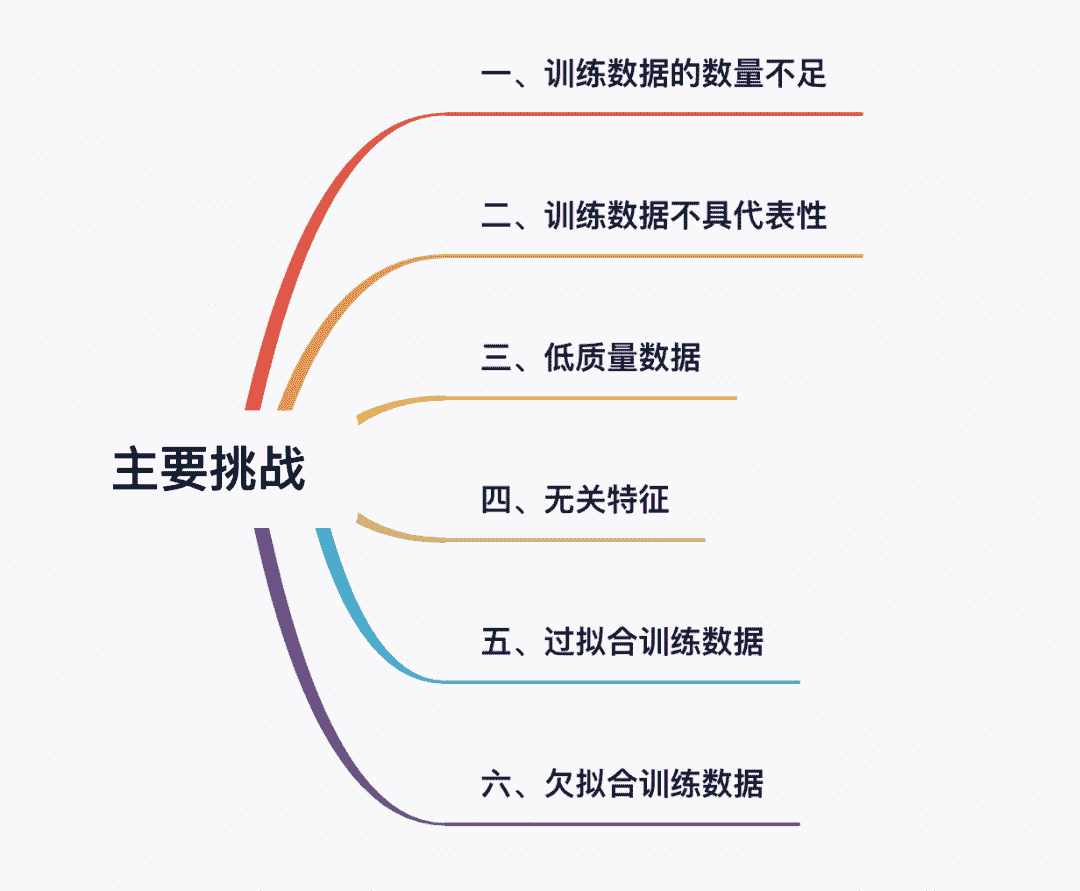 一、训练数据的数量不足
二、训练数据不具代表性
三、低质量数据
主要挑战
四、无关特征
五、过拟合训练数据
六、欠拟合训练数据